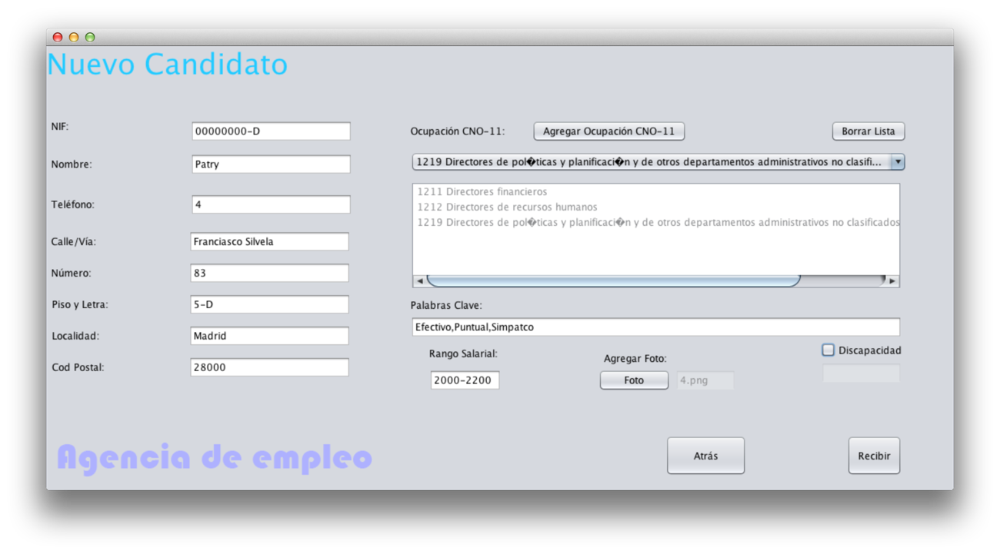 Nuevo Candidato
NIF:
00000000-D
Nombre:
Patry
Teléfono:
4
Calle/Vía:
Franciasco Silvela
Número:
83
Piso y Letra:
5-D
Localidad:
Madrid
Cod Postal:
28000
Ocupación CNO-11:
Agregar Ocupación CNO-11
Borrar Lista
1219 Directores de pol�ticas y planificaci�n y de otros departamentos administrativos no clasifi...
1211 Directores financieros
1212 Directores de recursos humanos
1219 Directores de pol�ticas y planificaci�n y de otros departamentos administrativos no clasificados
Palabras Clave:
Efectivo,Puntual,Simpatco
Rango Salarial:
2000-2200
Agregar Foto:
Foto
4.png
Discapacidad
Agencia de empleo
Atrás
Recibir